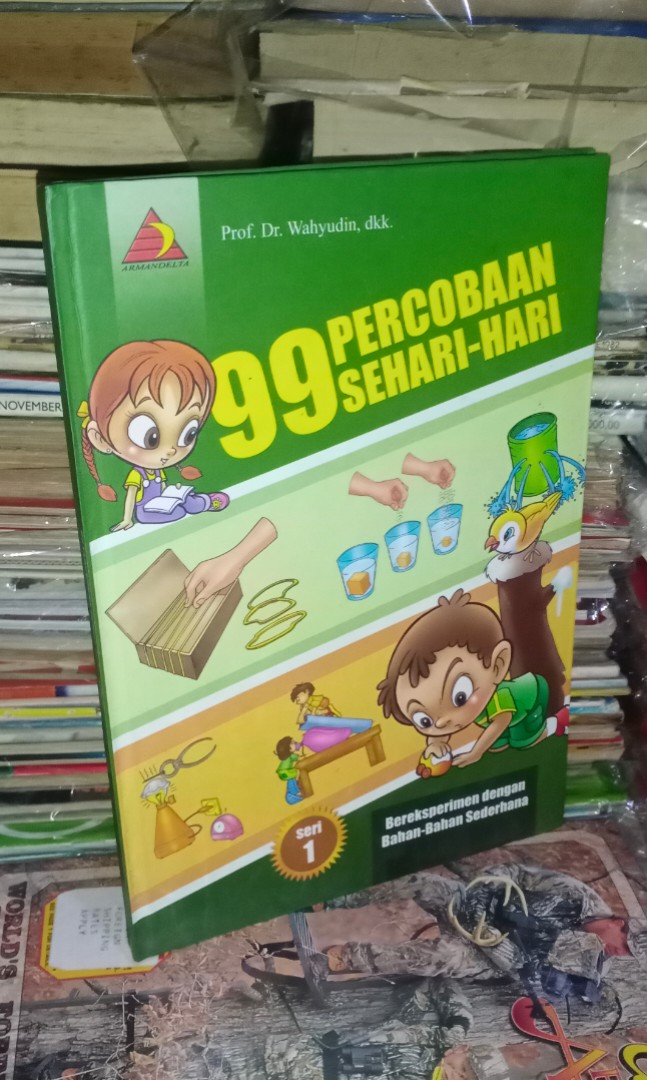 ARMANDELTA
Prof. Dr. Wahyudin, dkk.
99 PERCOBAAN
SEHARI-HARI
NOVEMBER
seri
1
Bereksperimen dengan
Bahan-Bahan Sederhana
WORLD'S